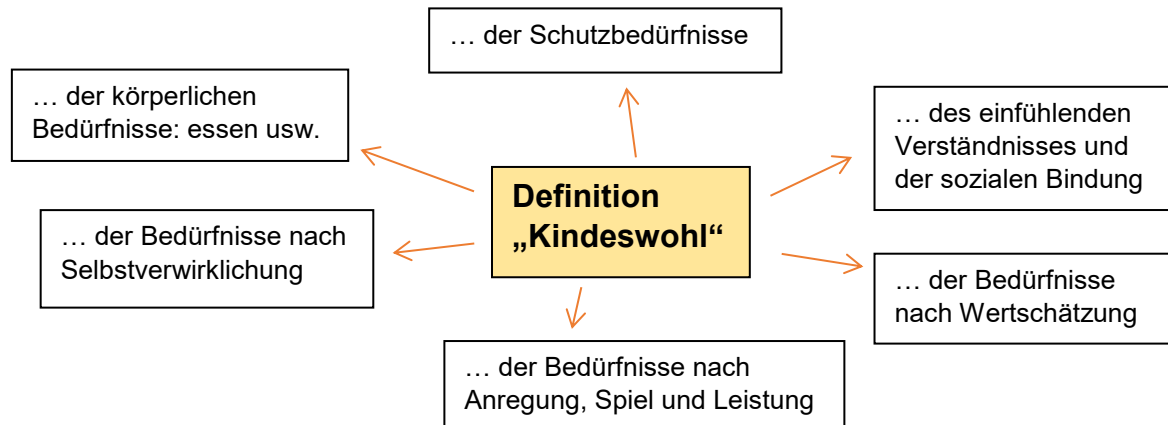 … der Schutzbedürfnisse
… der körperlichen
Bedürfnisse: essen usw.
… des einfühlenden
Verständnisses und
der sozialen Bindung
Definition
„Kindeswohl“
… der Bedürfnisse nach
Selbstverwirklichung
… der Bedürfnisse
nach Wertschätzung
… der Bedürfnisse nach
Anregung, Spiel und Leistung